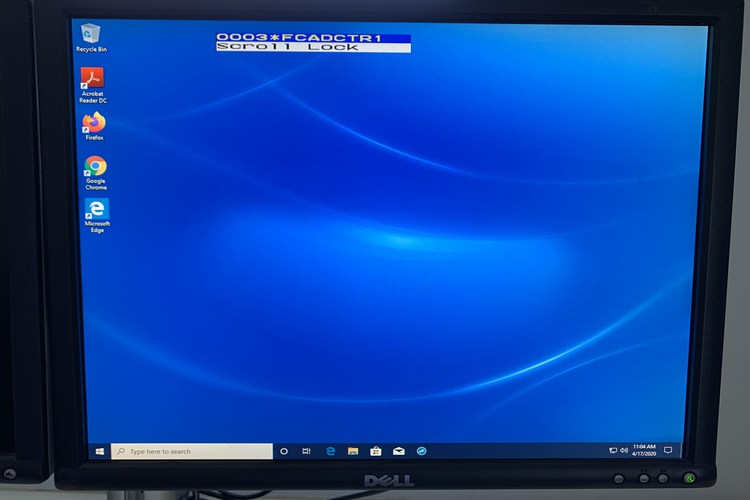 0003*FCADCTR1
Scroll Lock
Recycle Bin
Acrobat
Reader DC
Firefox
Google
Chrome
Microsoft
Edge
Type here to search
11:04 AM
4/17/2020
DELL